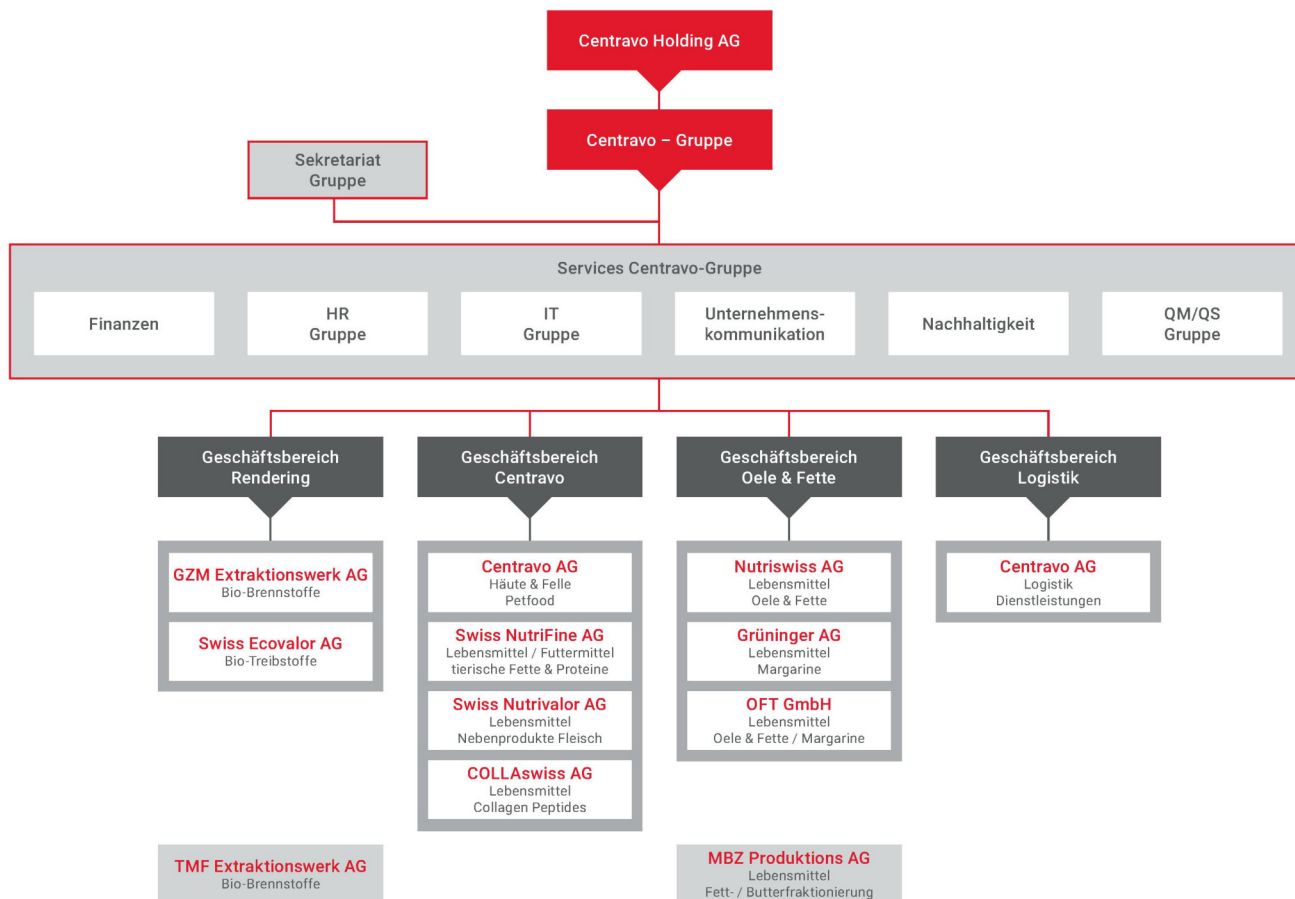 Centravo Holding AG
Centravo – Gruppe
Sekretariat
Gruppe
Services Centravo-Gruppe
Finanzen
HR
Gruppe
IT
Gruppe
Unternehmens-
kommunikation
Nachhaltigkeit
QM/QS
Gruppe
Geschäftsbereich
Rendering
GZM Extraktionswerk AG
Bio-Brennstoffe
Swiss Ecovalor AG
Bio-Treibstoffe
TMF Extraktionswerk AG
Bio-Brennstoffe
Geschäftsbereich
Centravo
Centravo AG
Häute & Felle
Petfood
Swiss NutriFine AG
Lebensmittel / Futtermittel
tierische Fette & Proteine
Swiss Nutrivalor AG
Lebensmittel
Nebenprodukte Fleisch
COLLAswiss AG
Lebensmittel
Collagen Peptides
Geschäftsbereich
Oele & Fette
Nutriswiss AG
Lebensmittel
Oele & Fette
Grüninger AG
Lebensmittel
Margarine
OFT GmbH
Lebensmittel
Oele & Fette / Margarine
MBZ Produktions AG
Lebensmittel
Fett- / Butterfraktionierung
Geschäftsbereich
Logistik
Centravo AG
Logistik
Dienstleistungen